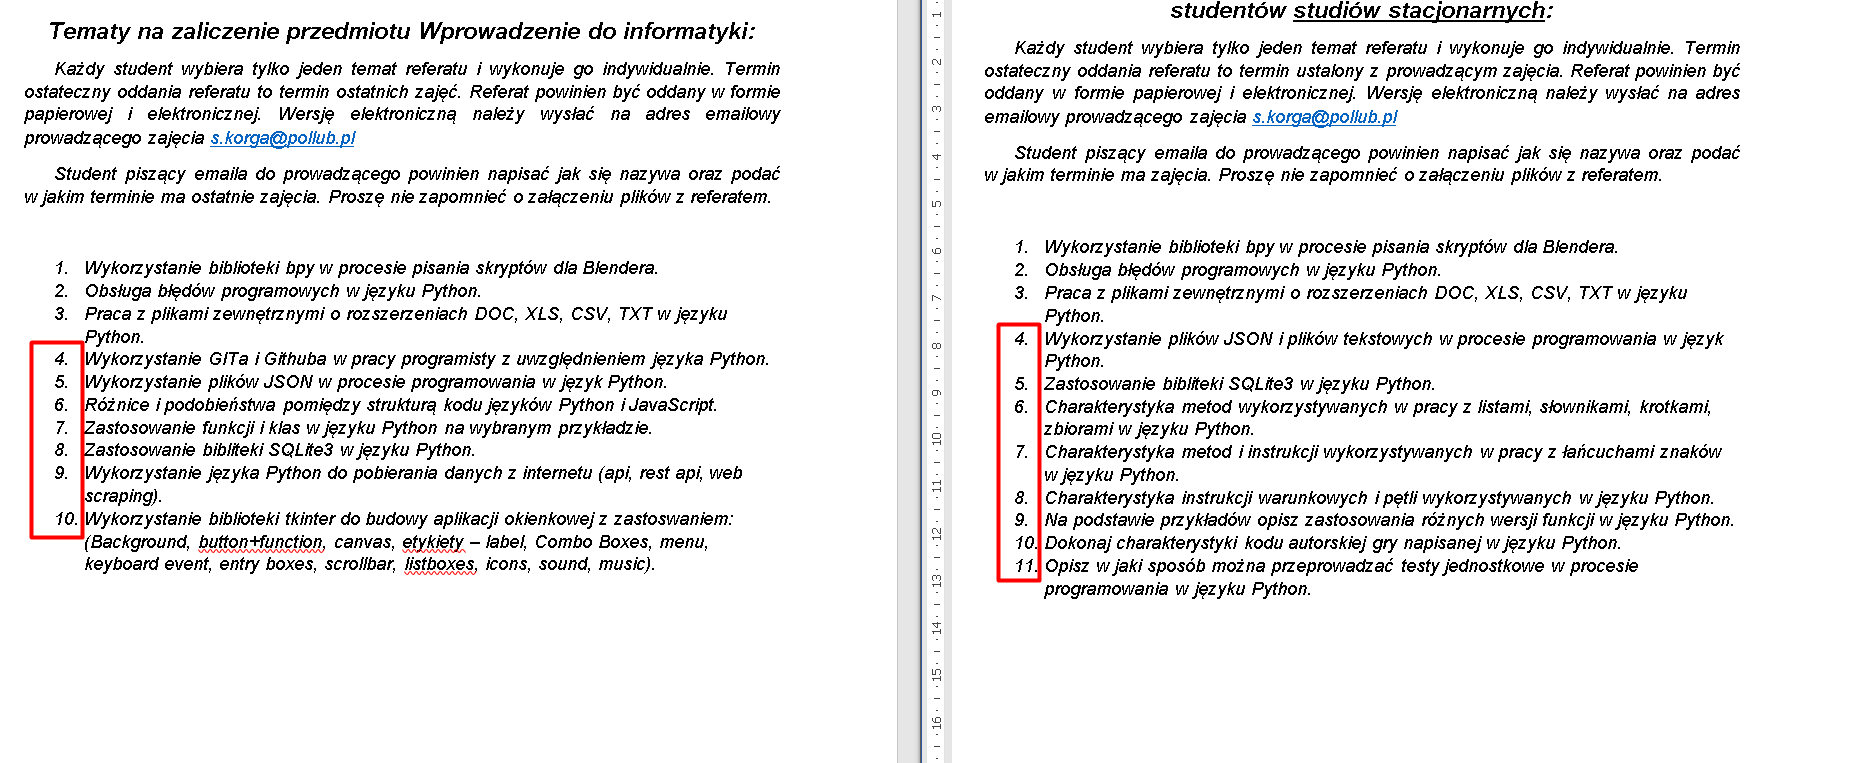 Tematy na zaliczenie przedmiotu Wprowadzenie do informatyki:
Każdy student wybiera tylko jeden temat referatu i wykonuje go indywidualnie. Termin
ostateczny oddania referatu to termin ostatnich zajęć. Referat powinien być oddany w formie
papierowej i elektronicznej. Wersję elektroniczną należy wysłać na adres emailowy
prowadzącego zajęcia s.korga@pollub.pl
Student piszący emaila do prowadzącego powinien napisać jak się nazywa oraz podać
w jakim terminie ma ostatnie zajęcia. Proszę nie zapomnieć o załączeniu plików z referatem.
1. Wykorzystanie biblioteki bpy w procesie pisania skryptów dla Blendera.
2. Obsługa błędów programowych w języku Python.
3. Praca z plikami zewnętrznymi o rozszerzeniach DOC, XLS, CSV, TXT w języku
Python.
4. Wykorzystanie GITa i Githuba w pracy programisty z uwzględnieniem języka Python.
5. Wykorzystanie plików JSON w procesie programowania w język Python.
6. Różnice i podobieństwa pomiędzy strukturą kodu języków Python i JavaScript.
7. Zastosowanie funkcji i klas w języku Python na wybranym przykładzie.
8. Zastosowanie bibliteki SQLite3 w języku Python.
9. Wykorzystanie języka Python do pobierania danych z internetu (api, rest api, web
scraping).
10. Wykorzystanie biblioteki tkinter do budowy aplikacji okienkowej z zastoswaniem:
(Background, button+function, canvas, etykiety – label, Combo Boxes, menu,
keyboard event, entry boxes, scrollbar, listboxes, icons, sound, music).
1 2 3 4 5 6 7 8 9 10 11 12 13 14 15 16
studentów studiów stacjonarnych:
Każdy student wybiera tylko jeden temat referatu i wykonuje go indywidualnie. Termin
ostateczny oddania referatu to termin ustalony z prowadzącym zajęcia. Referat powinien być
oddany w formie papierowej i elektronicznej. Wersję elektroniczną należy wysłać na adres
emailowy prowadzącego zajęcia s.korga@pollub.pl
Student piszący emaila do prowadzącego powinien napisać jak się nazywa oraz podać
w jakim terminie ma zajęcia. Proszę nie zapomnieć o załączeniu plików z referatem.
1. Wykorzystanie biblioteki bpy w procesie pisania skryptów dla Blendera.
2. Obsługa błędów programowych w języku Python.
3. Praca z plikami zewnętrznymi o rozszerzeniach DOC, XLS, CSV, TXT w języku
Python.
4. Wykorzystanie plików JSON i plików tekstowych w procesie programowania w język
Python.
5. Zastosowanie bibliteki SQLite3 w języku Python.
6. Charakterystyka metod wykorzystywanych w pracy z listami, słownikami, krotkami,
zbiorami w języku Python.
7. Charakterystyka metod i instrukcji wykorzystywanych w pracy z łańcuchami znaków
w języku Python.
8. Charakterystyka instrukcji warunkowych i pętli wykorzystywanych w języku Python.
9. Na podstawie przykładów opisz zastosowania różnych wersji funkcji w języku Python.
10. Dokonaj charakterystyki kodu autorskiej gry napisanej w języku Python.
11. Opisz w jaki sposób można przeprowadzać testy jednostkowe w procesie
programowania w języku Python.